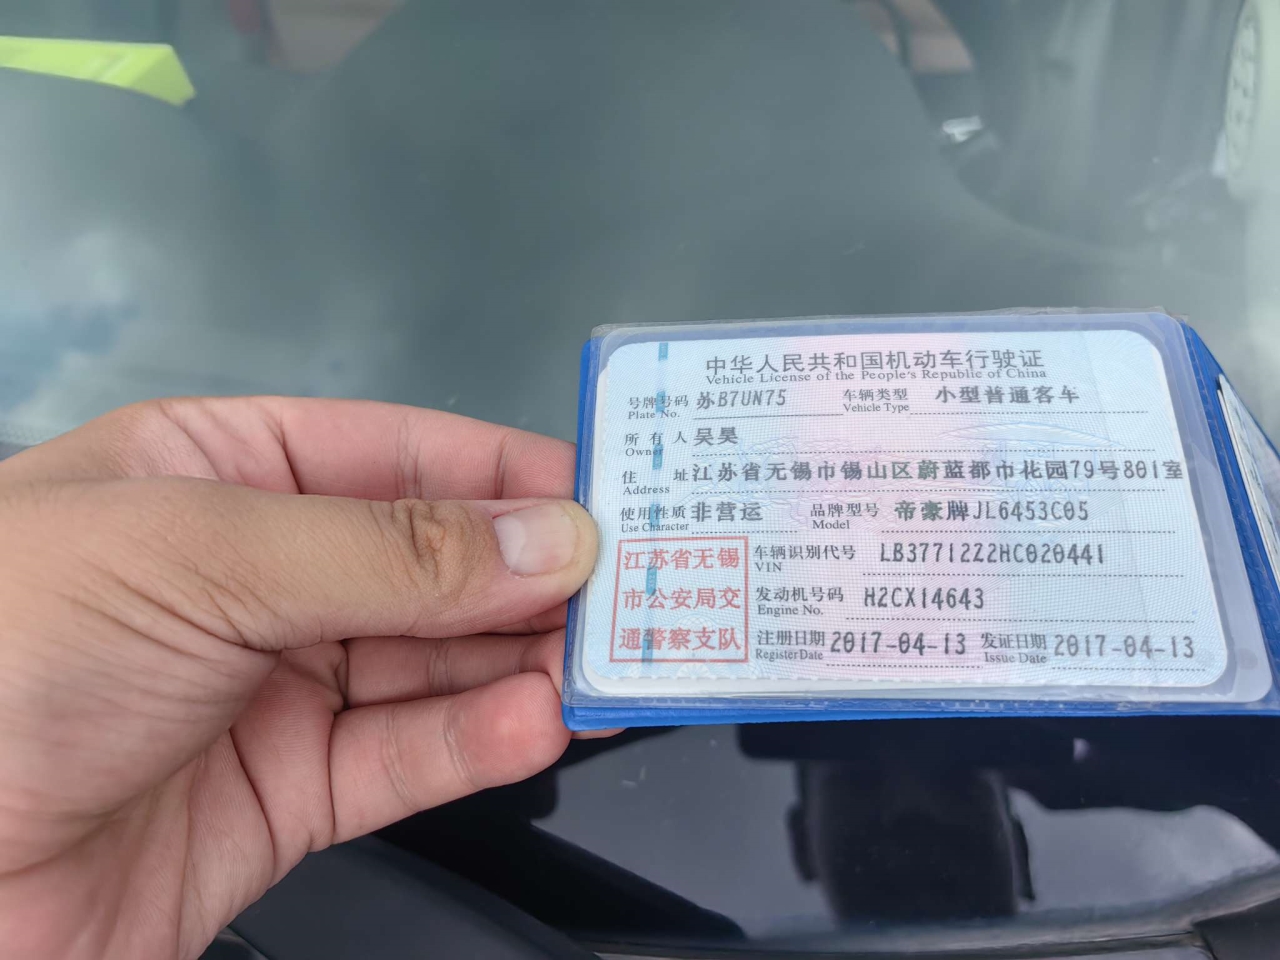 中华人民共和国机动车行驶证
Vehicle License of the People's Republic of China
号牌号码 苏B7UN75 车辆类型 小型普通客车
Plate No. Vehicle Type
所有人 吴昊
Owner
住址 江苏省无锡市锡山区蔚蓝都市花园79号801室
Address
使用性质 非营运 品牌型号 帝豪牌JL6453C05
Use Character Model
江苏省无锡
市公安局交
通警察支队
车辆识别代号 LB37712Z2HC020441
VIN
发动机号码 H2CX14643
Engine No.
注册日期 2017-04-13 发证日期 2017-04-13
Register Date Issue Date